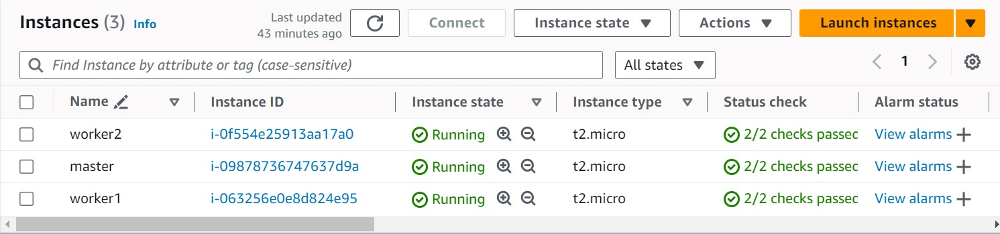 Instances (3) Info
Last updated
43 minutes ago
Connect
Instance state
Actions
Launch instances
Find Instance by attribute or tag (case-sensitive)
All states
1
Name Instance ID Instance state Instance type Status check Alarm status
worker2 i-0f554e25913aa17a0 Running t2.micro 2/2 checks passed View alarms
master i-09878736747637d9a Running t2.micro 2/2 checks passed View alarms
worker1 i-063256e0e8d824e95 Running t2.micro 2/2 checks passed View alarms